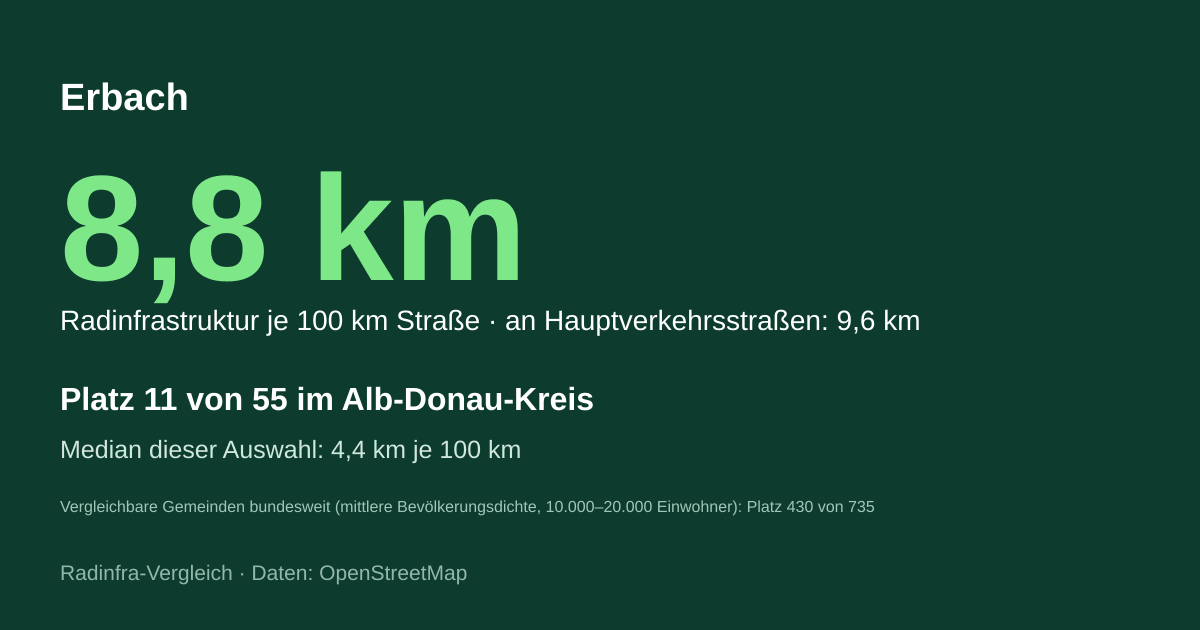 Erbach
8,8 km
Radinfrastruktur je 100 km Straße · an Hauptverkehrsstraßen: 9,6 km
Platz 11 von 55 im Alb-Donau-Kreis
Median dieser Auswahl: 4,4 km je 100 km
Vergleichbare Gemeinden bundesweit (mittlere Bevölkerungsdichte, 10.000–20.000 Einwohner): Platz 430 von 735
Radinfra-Vergleich · Daten: OpenStreetMap